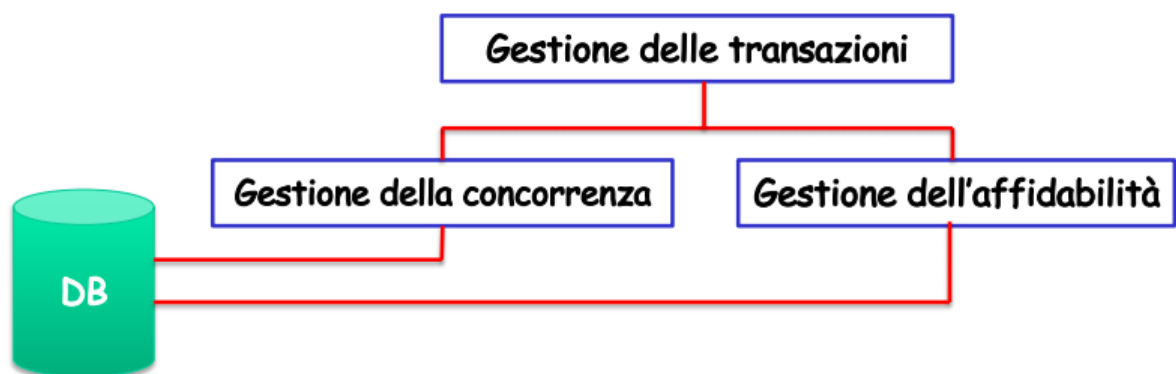 Gestione delle transazioni
Gestione della concorrenza
Gestione dell'affidabilità
DB